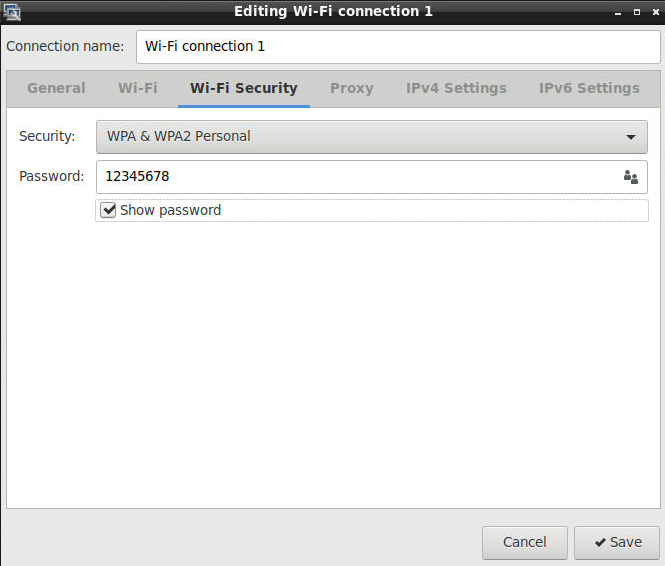 Editing Wi-Fi connection 1
Connection name: Wi-Fi connection 1
General Wi-Fi Wi-Fi Security Proxy IPv4 Settings IPv6 Settings
Security: WPA & WPA2 Personal
Password: 12345678
Show password
Cancel Save